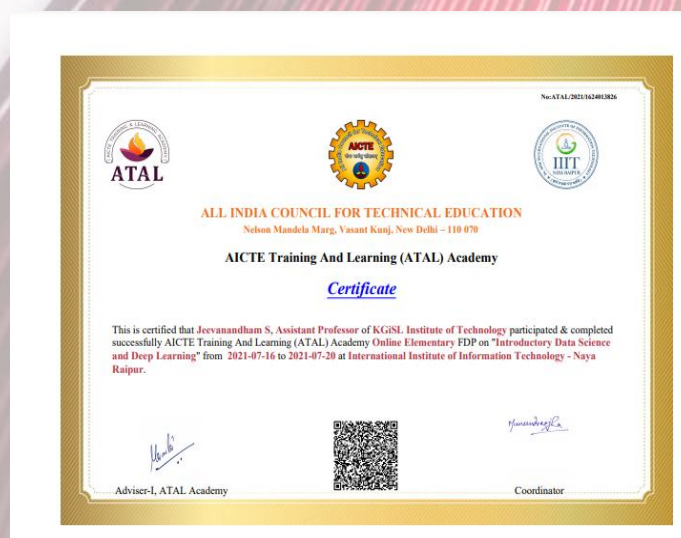 No:ATAL/2021/1624013826
ATAL
AICTE
IIIT
ALL INDIA COUNCIL FOR TECHNICAL EDUCATION
Nelson Mandela Marg, Vasant Kunj, New Delhi – 110 070
AICTE Training And Learning (ATAL) Academy
Certificate
This is certified that Jeevanandham S, Assistant Professor of KGiSL Institute of Technology participated & completed
successfully AICTE Training And Learning (ATAL) Academy Online Elementary FDP on "Introductory Data Science
and Deep Learning" from 2021-07-16 to 2021-07-20 at International Institute of Information Technology - Naya
Raipur.
Adviser-I, ATAL Academy
Coordinator